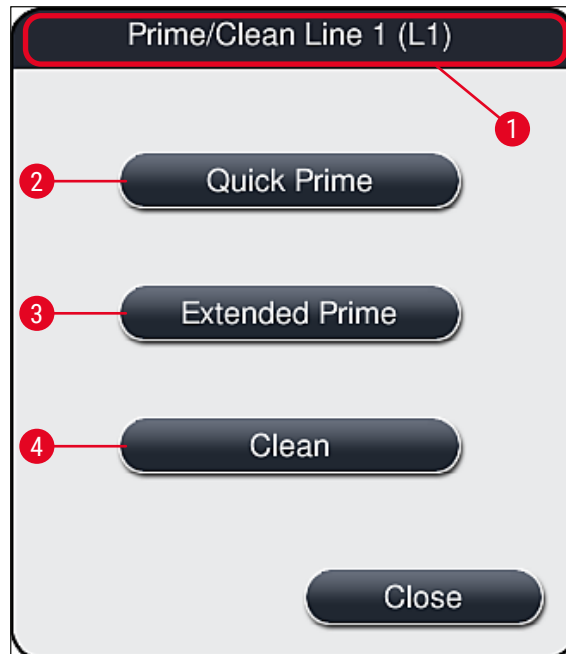 Prime/Clean Line 1 (L1)
1
2
Quick Prime
3
Extended Prime
4
Clean
Close